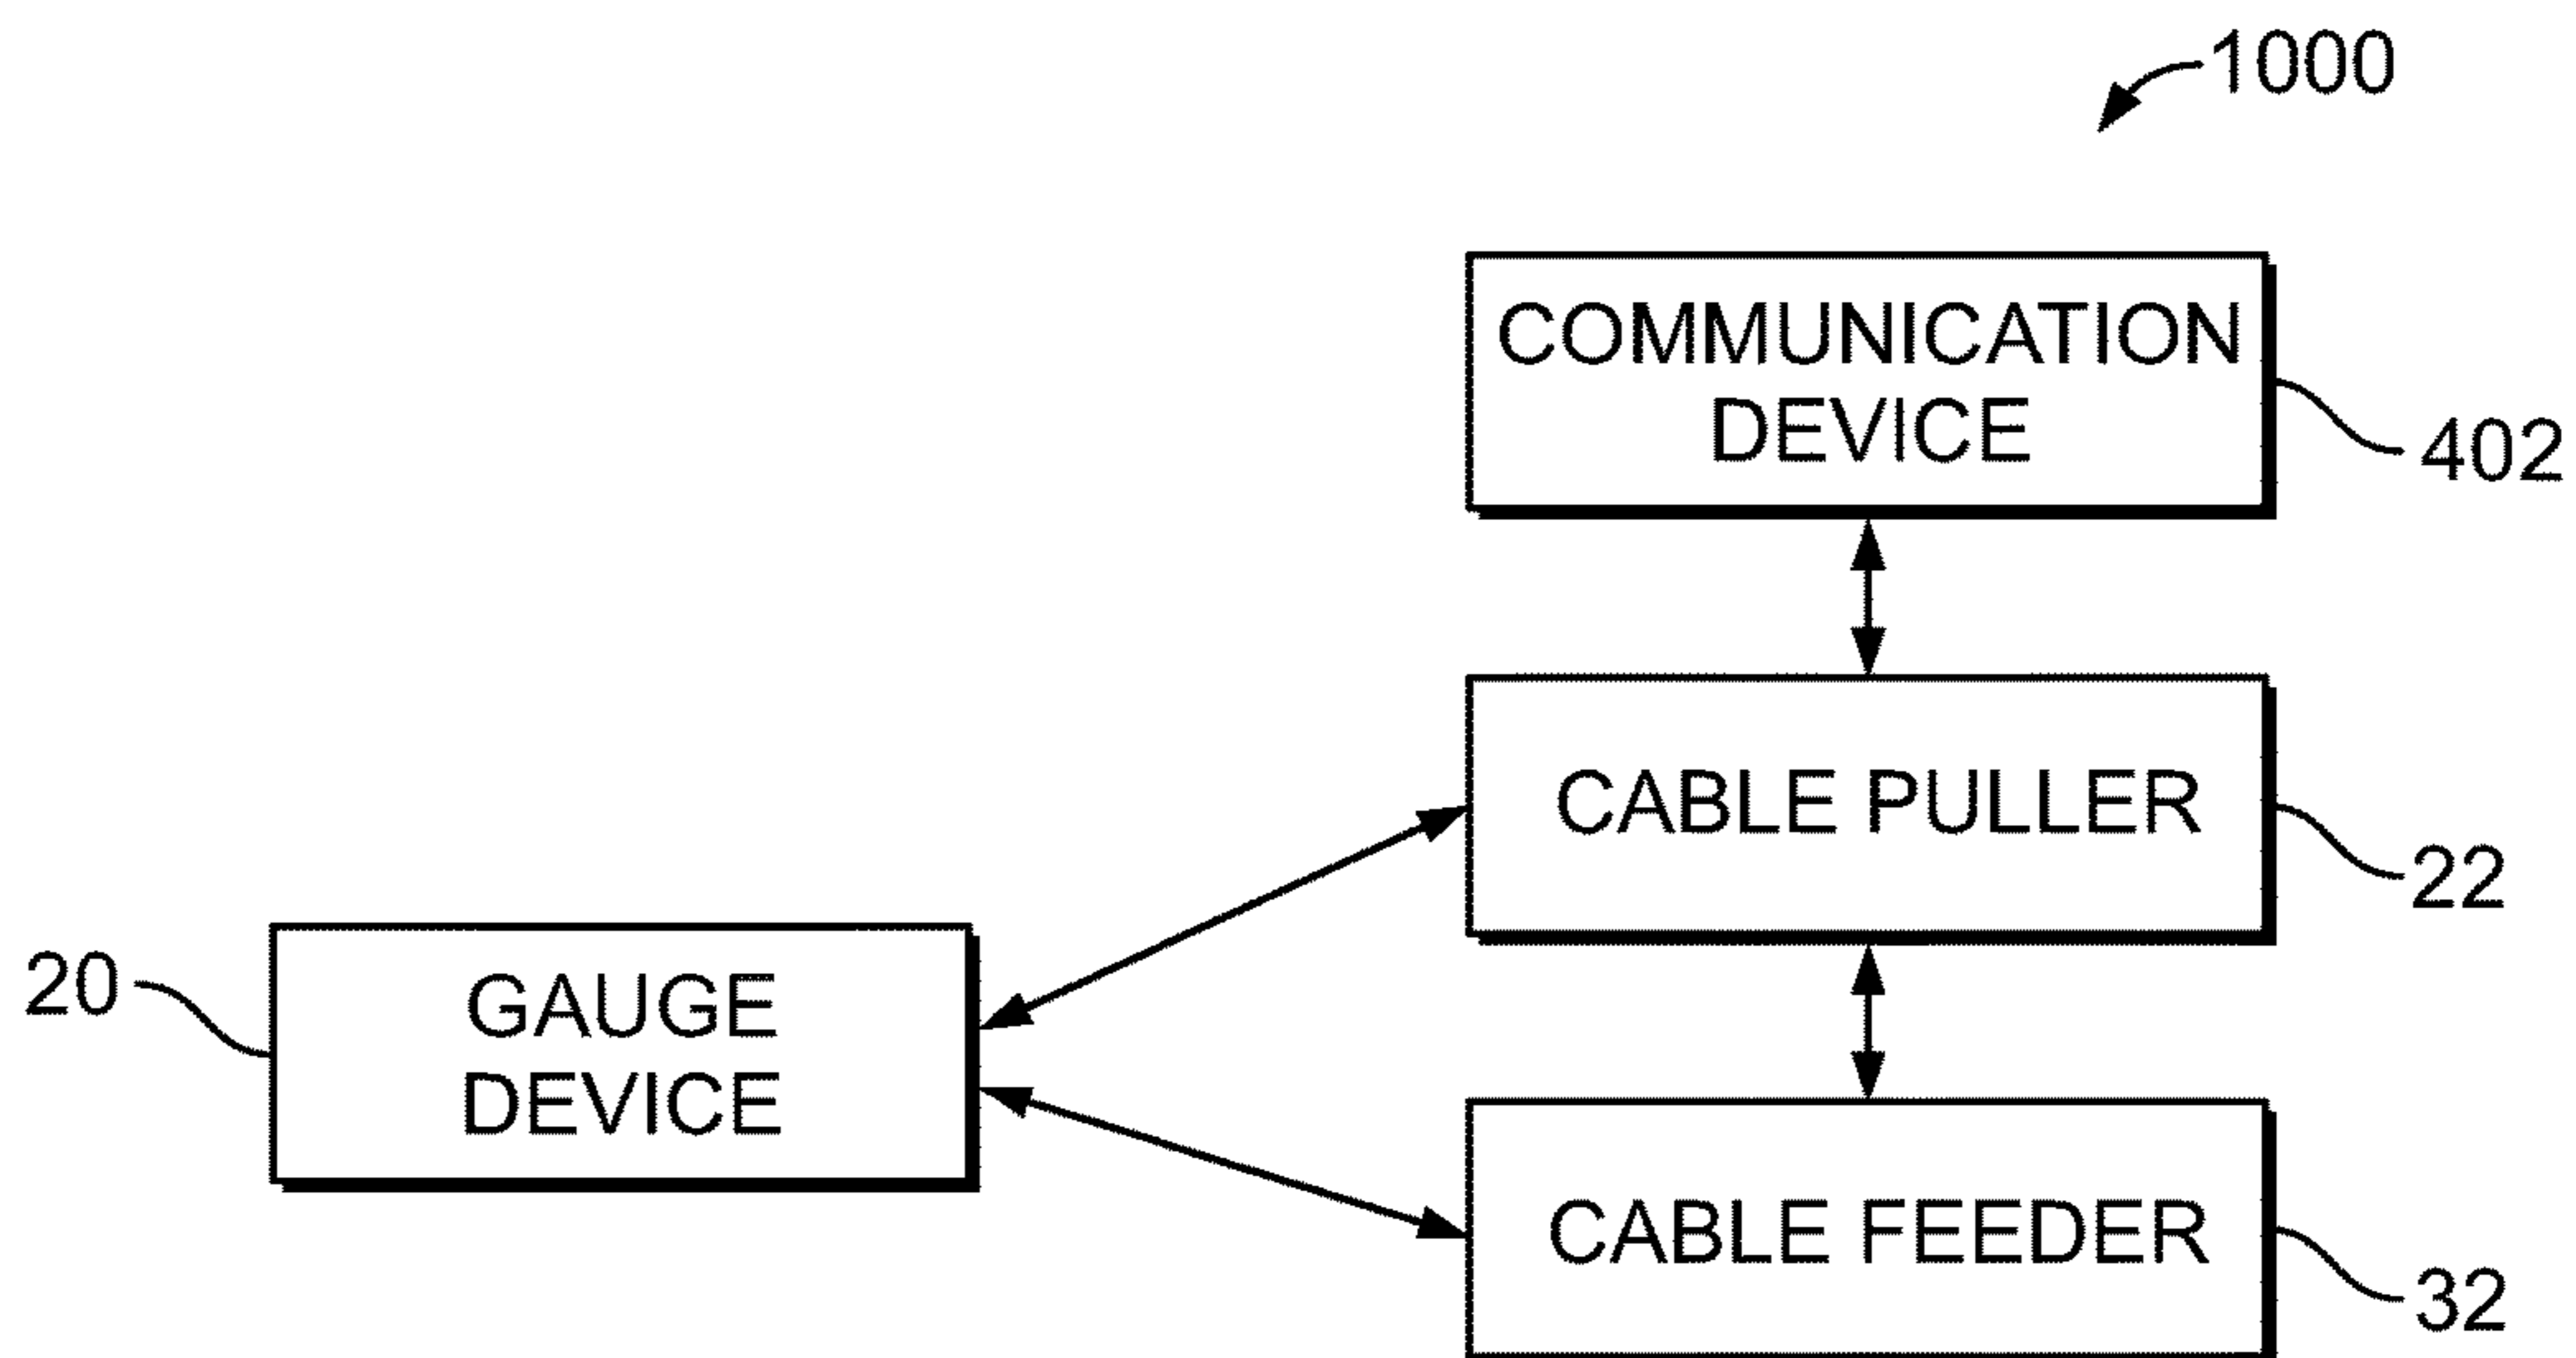 1000
COMMUNICATION
DEVICE
402
CABLE PULLER
22
20
GAUGE
DEVICE
CABLE FEEDER
32